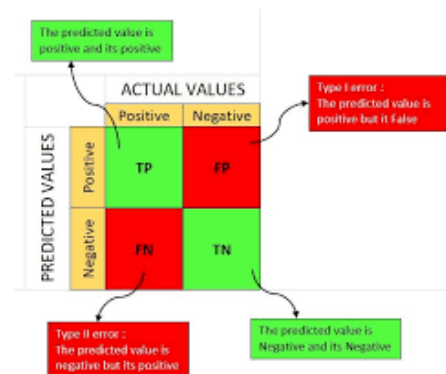 The predicted value is
positive and its positive
ACTUAL VALUES
Positive Negative
Type I error :
The predicted value is
positive but it False
PREDICTED VALUES
Positive
TP FP
Negative
FN TN
Type II error :
The predicted value is
negative but its positive
The predicted value is
Negative and its Negative